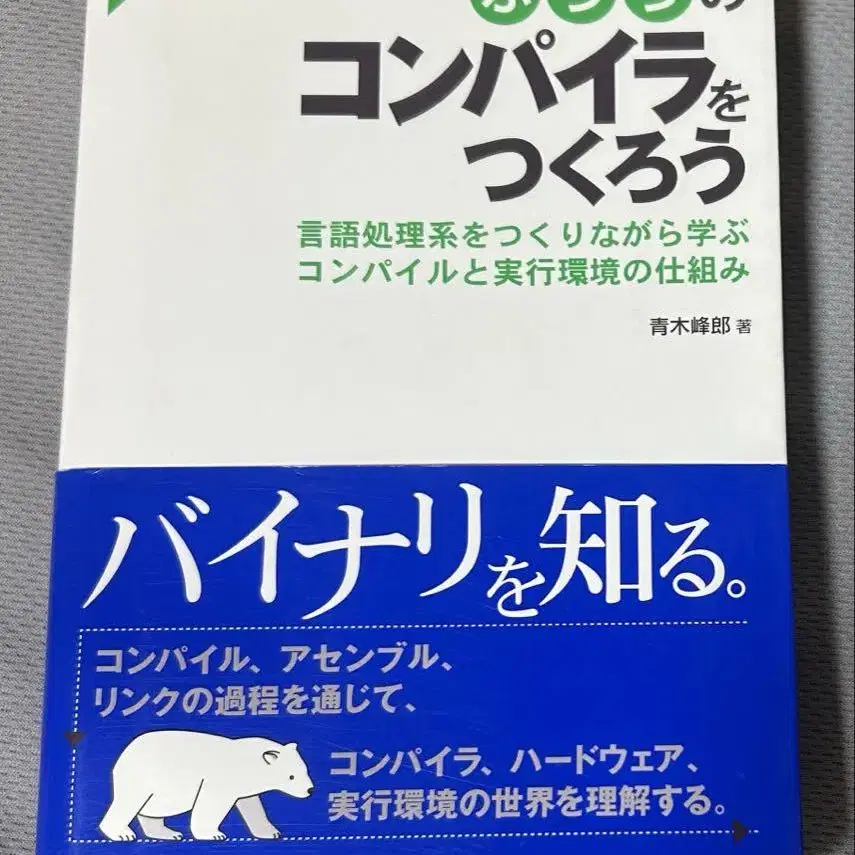 ふつうの
コンパイラを
つくろう
言語処理系をつくりながら学ぶ
コンパイルと実行環境の仕組み
青木峰郎 著
バイナリを知る。
コンパイル、アセンブル、
リンクの過程を通じて、
コンパイラ、ハードウェア、
実行環境の世界を理解する。